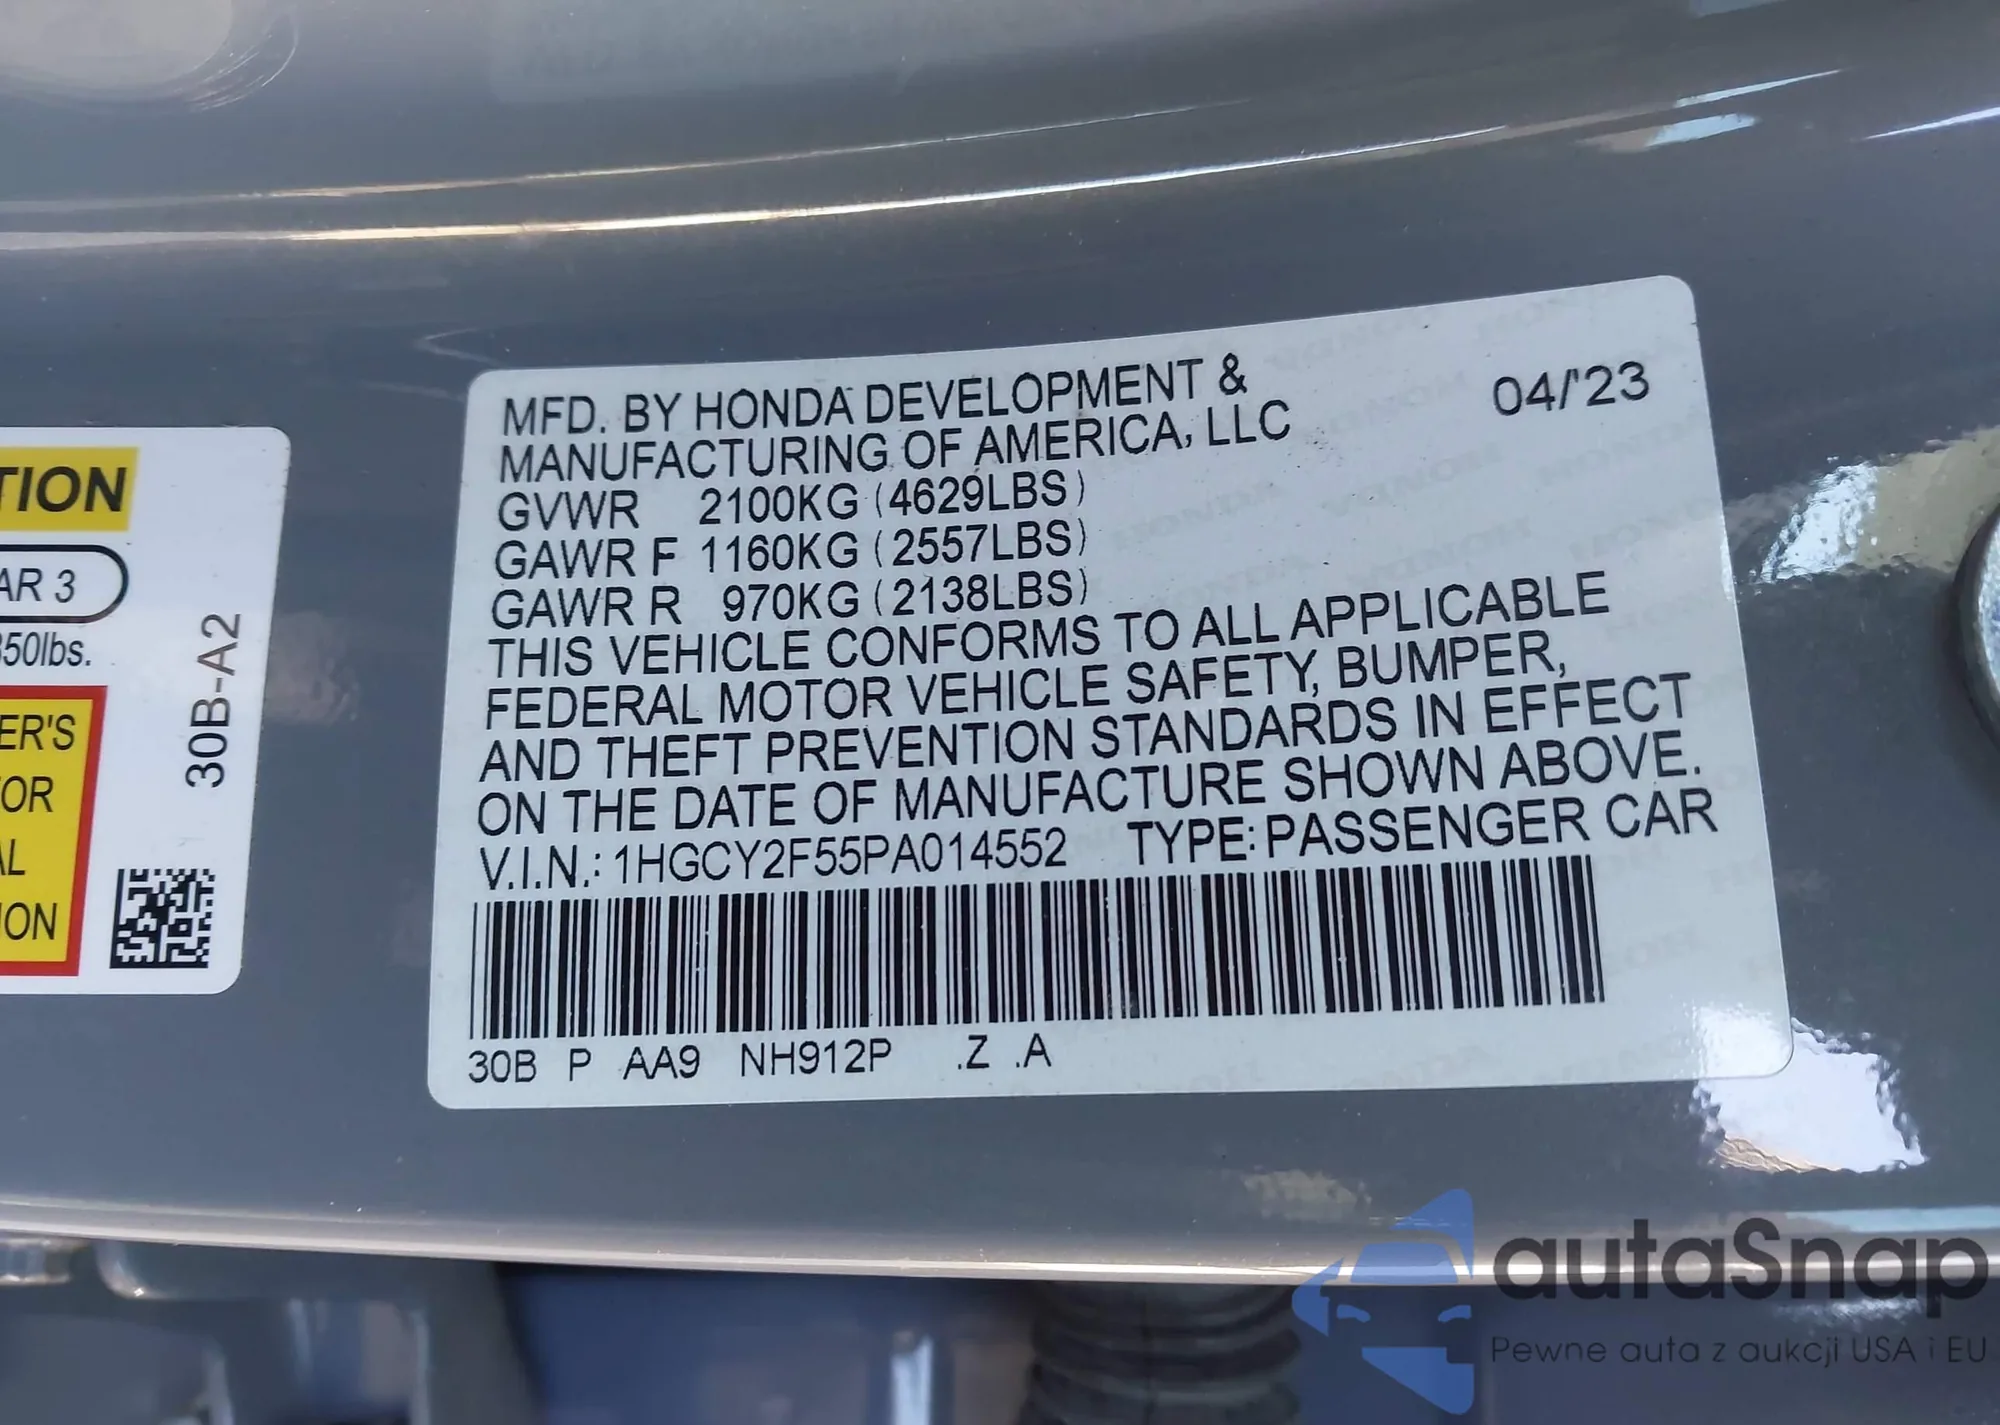 TION
AR 3
350lbs.
ER'S
OR
AL
ION
30B-A2
MFD. BY HONDA DEVELOPMENT &
MANUFACTURING OF AMERICA, LLC
04/'23
GVWR 2100KG (4629LBS)
GAWR F 1160KG (2557LBS)
GAWR R 970KG (2138LBS)
THIS VEHICLE CONFORMS TO ALL APPLICABLE
FEDERAL MOTOR VEHICLE SAFETY, BUMPER,
AND THEFT PREVENTION STANDARDS IN EFFECT
ON THE DATE OF MANUFACTURE SHOWN ABOVE.
V.I.N.: 1HGCY2F55PA014552 TYPE: PASSENGER CAR
30B P AA9 NH912P .Z .A
autaSnap
Pewne auta z aukcji USA i EU